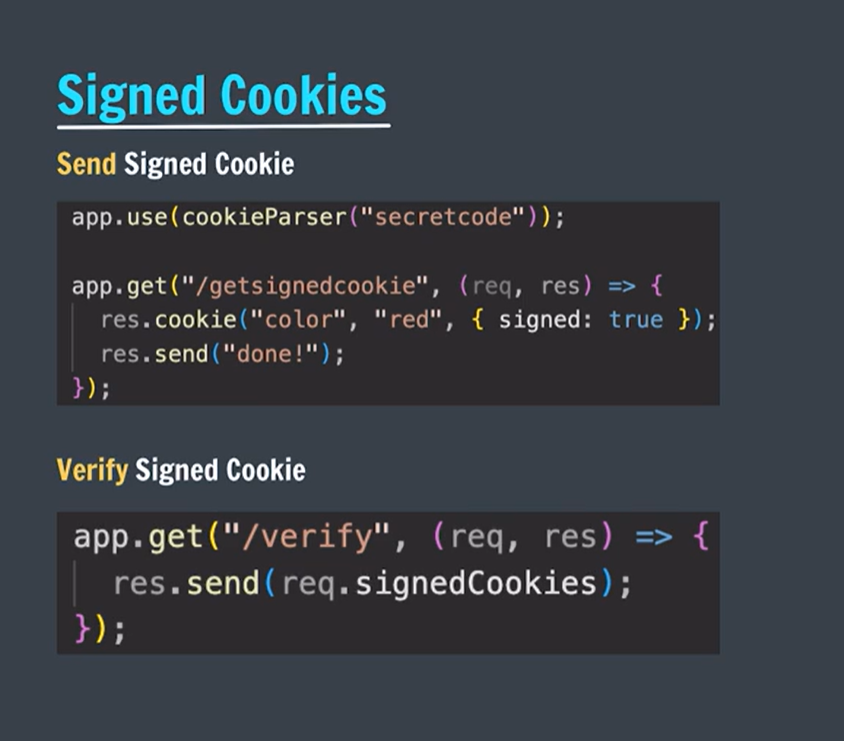 Signed Cookies
Send Signed Cookie
app.use(cookieParser("secretcode"));
app.get("/getsignedcookie", (req, res) => {
  res.cookie("color", "red", { signed: true });
  res.send("done!");
});
Verify Signed Cookie
app.get("/verify", (req, res) => {
  res.send(req.signedCookies);
});